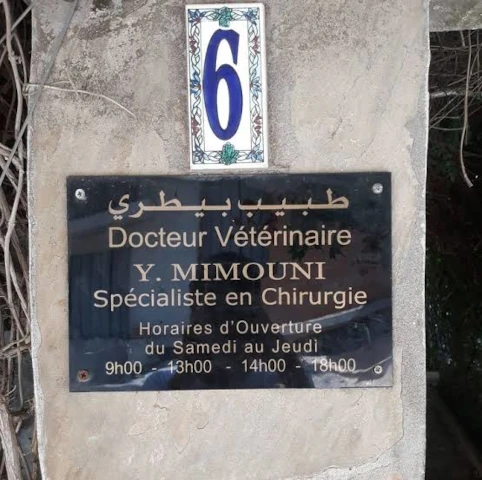 6
طبيب بيطري
Docteur Vétérinaire
Y. MIMOUNI
Spécialiste en Chirurgie
Horaires d'Ouverture
du Samedi au Jeudi
9h00 - 13h00 - 14h00 - 18h00